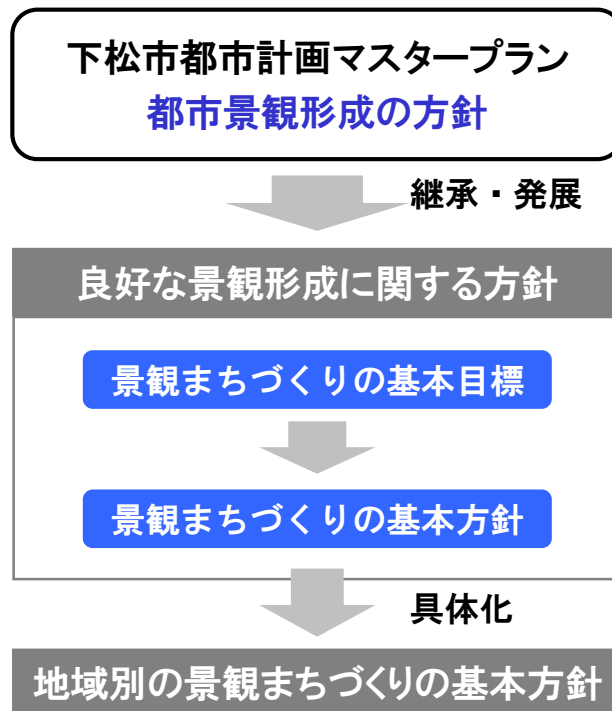 下松市都市計画マスタープラン
都市景観形成の方針
継承・発展
良好な景観形成に関する方針
景観まちづくりの基本目標
景観まちづくりの基本方針
具体化
地域別の景観まちづくりの基本方針